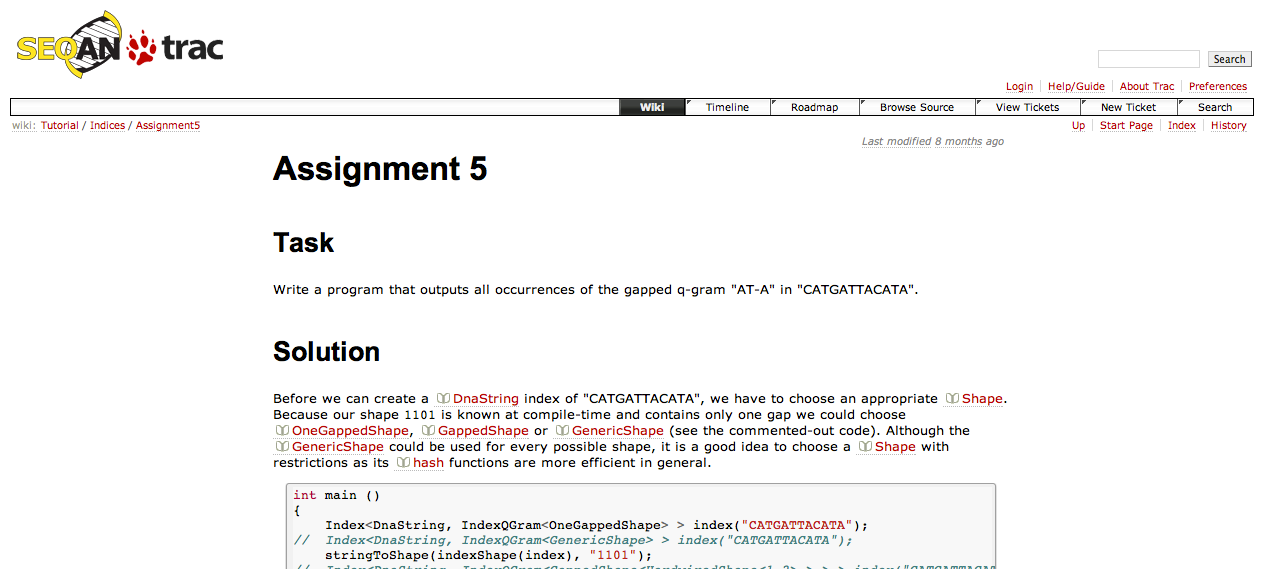 SEQAN trac
Search
Login Help/Guide About Trac Preferences
Wiki Timeline Roadmap Browse Source View Tickets New Ticket Search
wiki: Tutorial / Indices / Assignment5
Up Start Page Index History
Last modified 8 months ago
Assignment 5
Task
Write a program that outputs all occurrences of the gapped q-gram "AT-A" in "CATGATTACATA".
Solution
Before we can create a DnaString index of "CATGATTACATA", we have to choose an appropriate Shape.
Because our shape 1101 is known at compile-time and contains only one gap we could choose
OneGappedShape, GappedShape or GenericShape (see the commented-out code). Although the
GenericShape could be used for every possible shape, it is a good idea to choose a Shape with
restrictions as its hash functions are more efficient in general.
int main ()
{
    Index<DnaString, IndexQGram<OneGappedShape> > index("CATGATTACATA");
//  Index<DnaString, IndexQGram<GenericShape> > index("CATGATTACATA");
    stringToShape(indexShape(index), "1101");